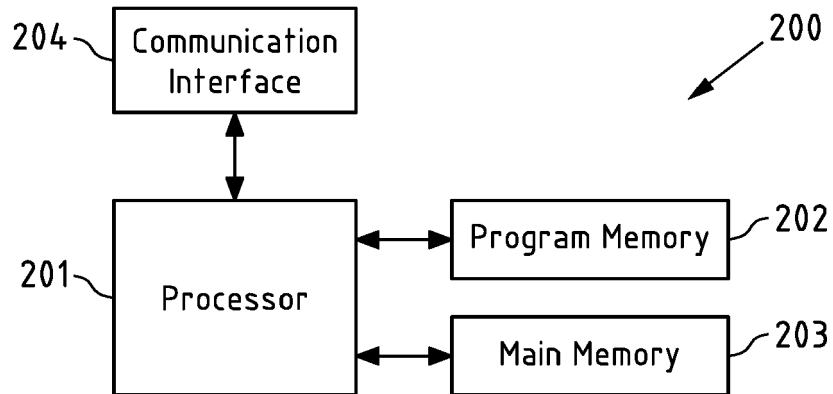 204
Communication
Interface
200
201
Processor
Program Memory
202
Main Memory
203